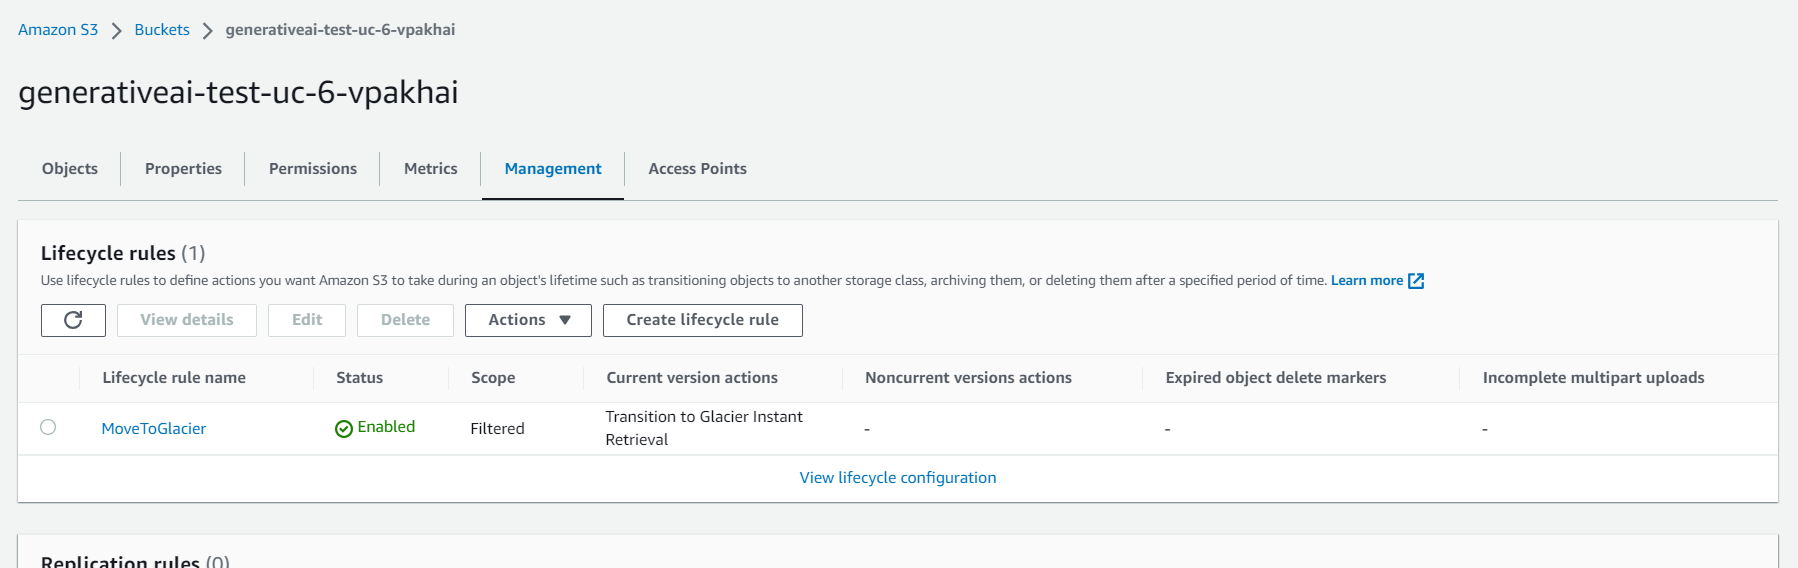 Amazon S3 > Buckets > generativeai-test-uc-6-vpakhai
generativeai-test-uc-6-vpakhai
Objects Properties Permissions Metrics Management Access Points
Lifecycle rules (1)
Use lifecycle rules to define actions you want Amazon S3 to take during an object's lifetime such as transitioning objects to another storage class, archiving them, or deleting them after a specified period of time. Learn more
View details Edit Delete Actions Create lifecycle rule
Lifecycle rule name Status Scope Current version actions Noncurrent versions actions Expired object delete markers Incomplete multipart uploads
MoveToGlacier Enabled Filtered Transition to Glacier Instant - - -
Retrieval
View lifecycle configuration
Replication rules (0)